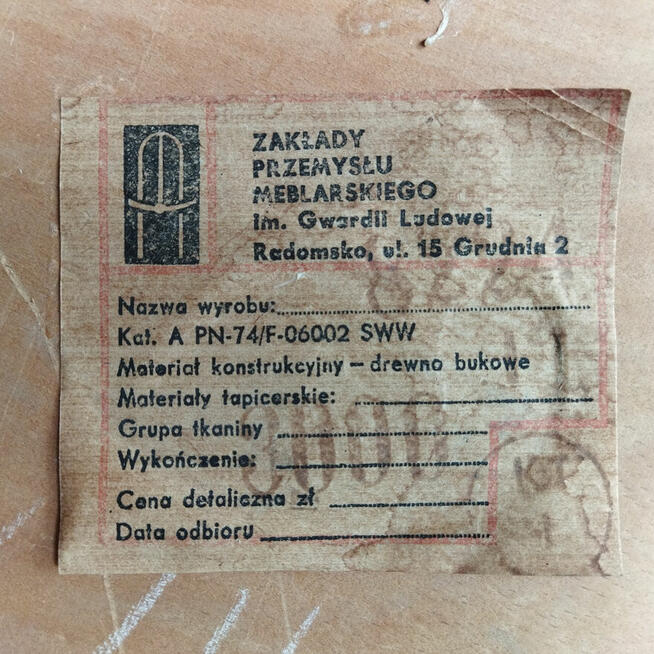 ZAKŁADY
PRZEMYSŁU
MEBLARSKIEGO
Im. Gwardii Ludowej
Radomsko, ul. 15 Grudnia 2
Nazwa wyrobu:
Kat. A PN-74/F-06002 SWW
Materiał konstrukcyjny – drewno bukowe
Materiały tapicerskie:
Grupa tkaniny
Wykończenie:
Cena detaliczna zł
Data odbioru